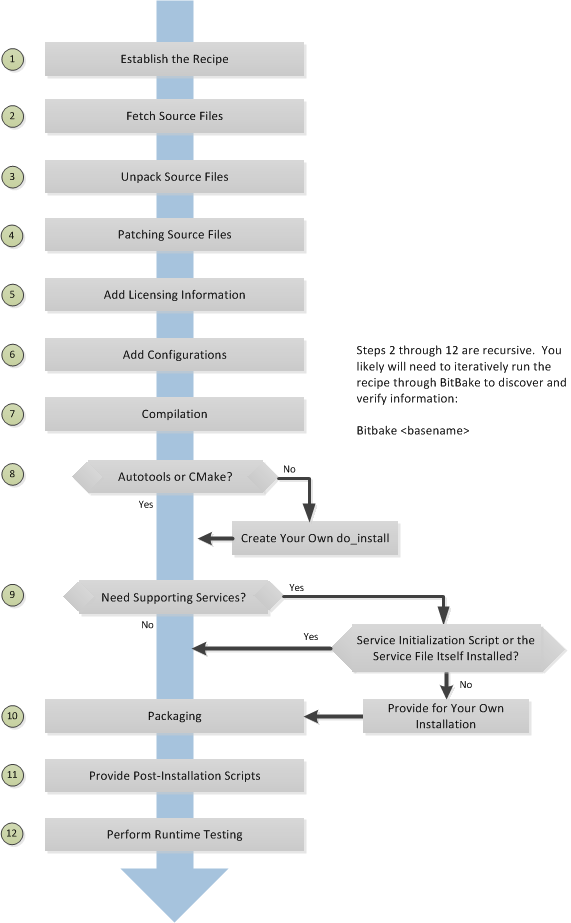 1
Establish the Recipe
2
Fetch Source Files
3
Unpack Source Files
4
Patching Source Files
5
Add Licensing Information
6
Add Configurations
Steps 2 through 12 are recursive. You
likely will need to iteratively run the
recipe through BitBake to discover and
verify information:
Bitbake <basename>
7
Compilation
8
Autotools or CMake?
No
Yes
Create Your Own do_install
9
Need Supporting Services?
Yes
No
Service Initialization Script or the
Service File Itself Installed?
Yes
No
10
Packaging
Provide for Your Own
Installation
11
Provide Post-Installation Scripts
12
Perform Runtime Testing